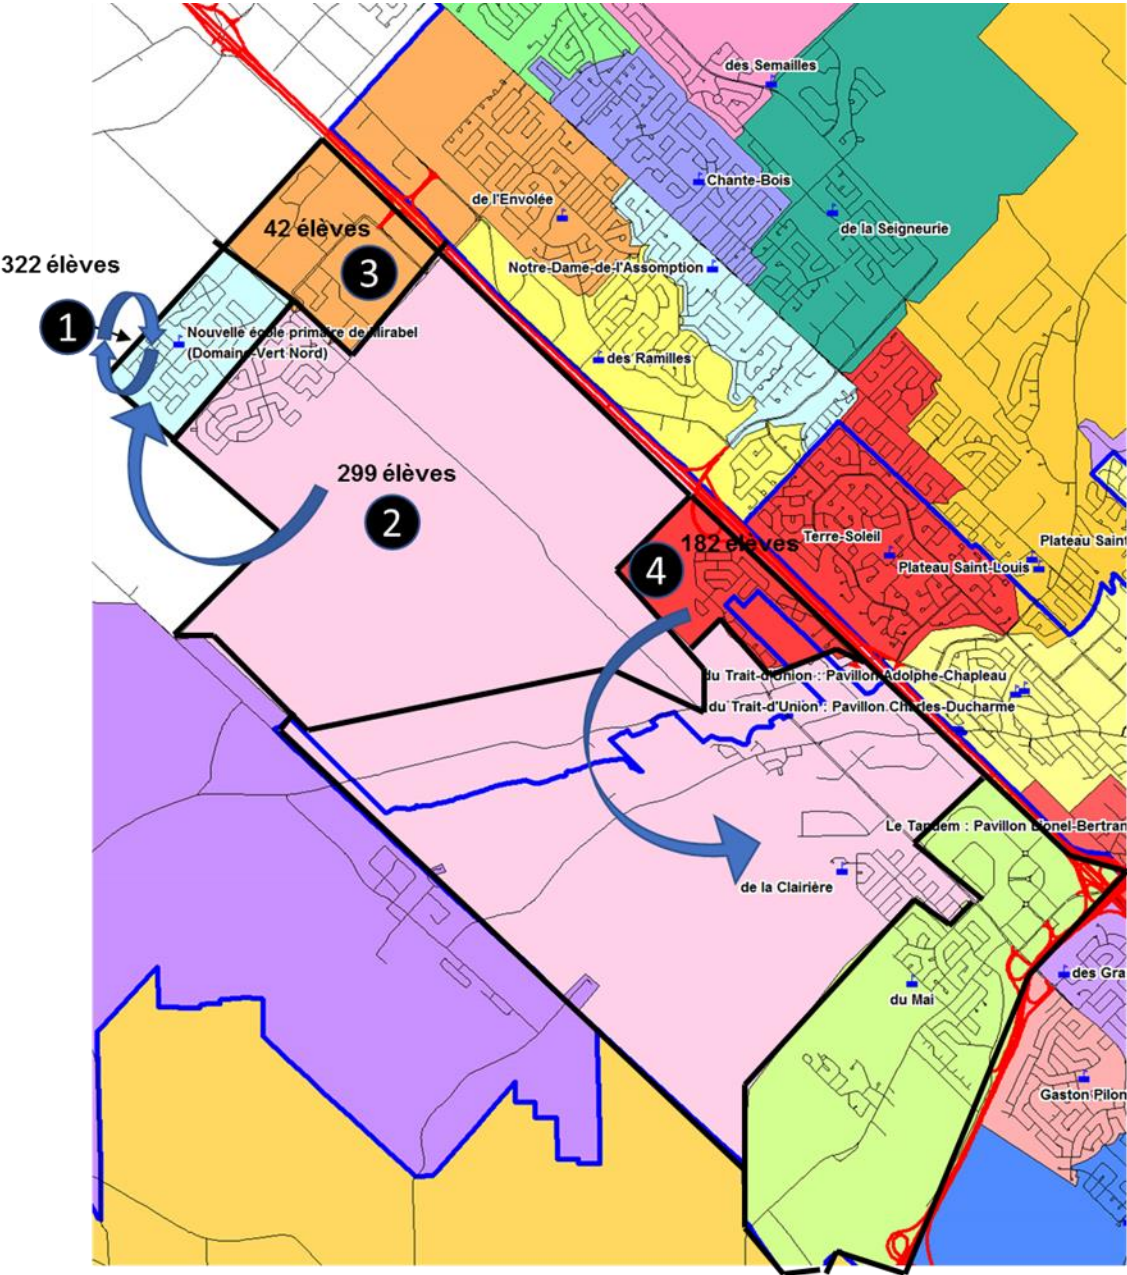 des Semailles
Chante-Bois
de l'Envolée
de la Seigneurie
42 élèves
3
322 élèves
Notre-Dame-de-l'Assomption
1
Nouvelle école primaire de Mirabel
(Domaine-Vert Nord)
des Ramilles
299 élèves
2
182 élèves
Terre-Soleil
Plateau Saint
4
Plateau Saint-Louis
du Trait-d'Union : Pavillon Adolphe-Chapleau
du Trait-d'Union : Pavillon Charles-Ducharme
Le Tandem : Pavillon Lionel-Bertran
de la Clairière
des Gra
du Mai
Gaston Pilon